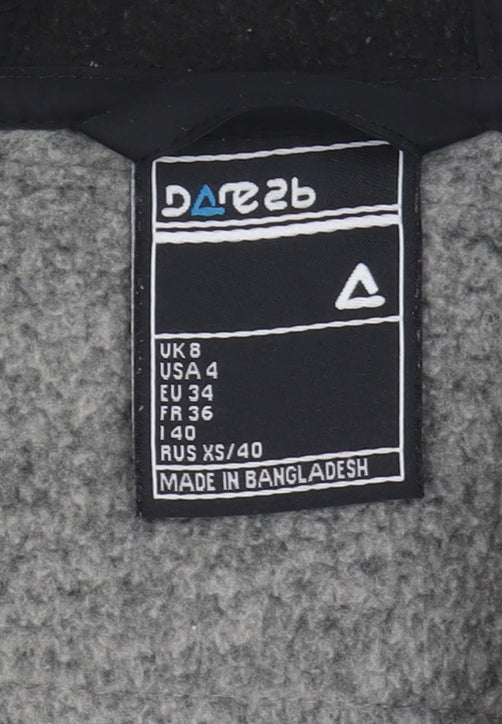 Dare2b
UK 8
USA 4
EU 34
FR 36
I 40
RUS XS/40
MADE IN BANGLADESH